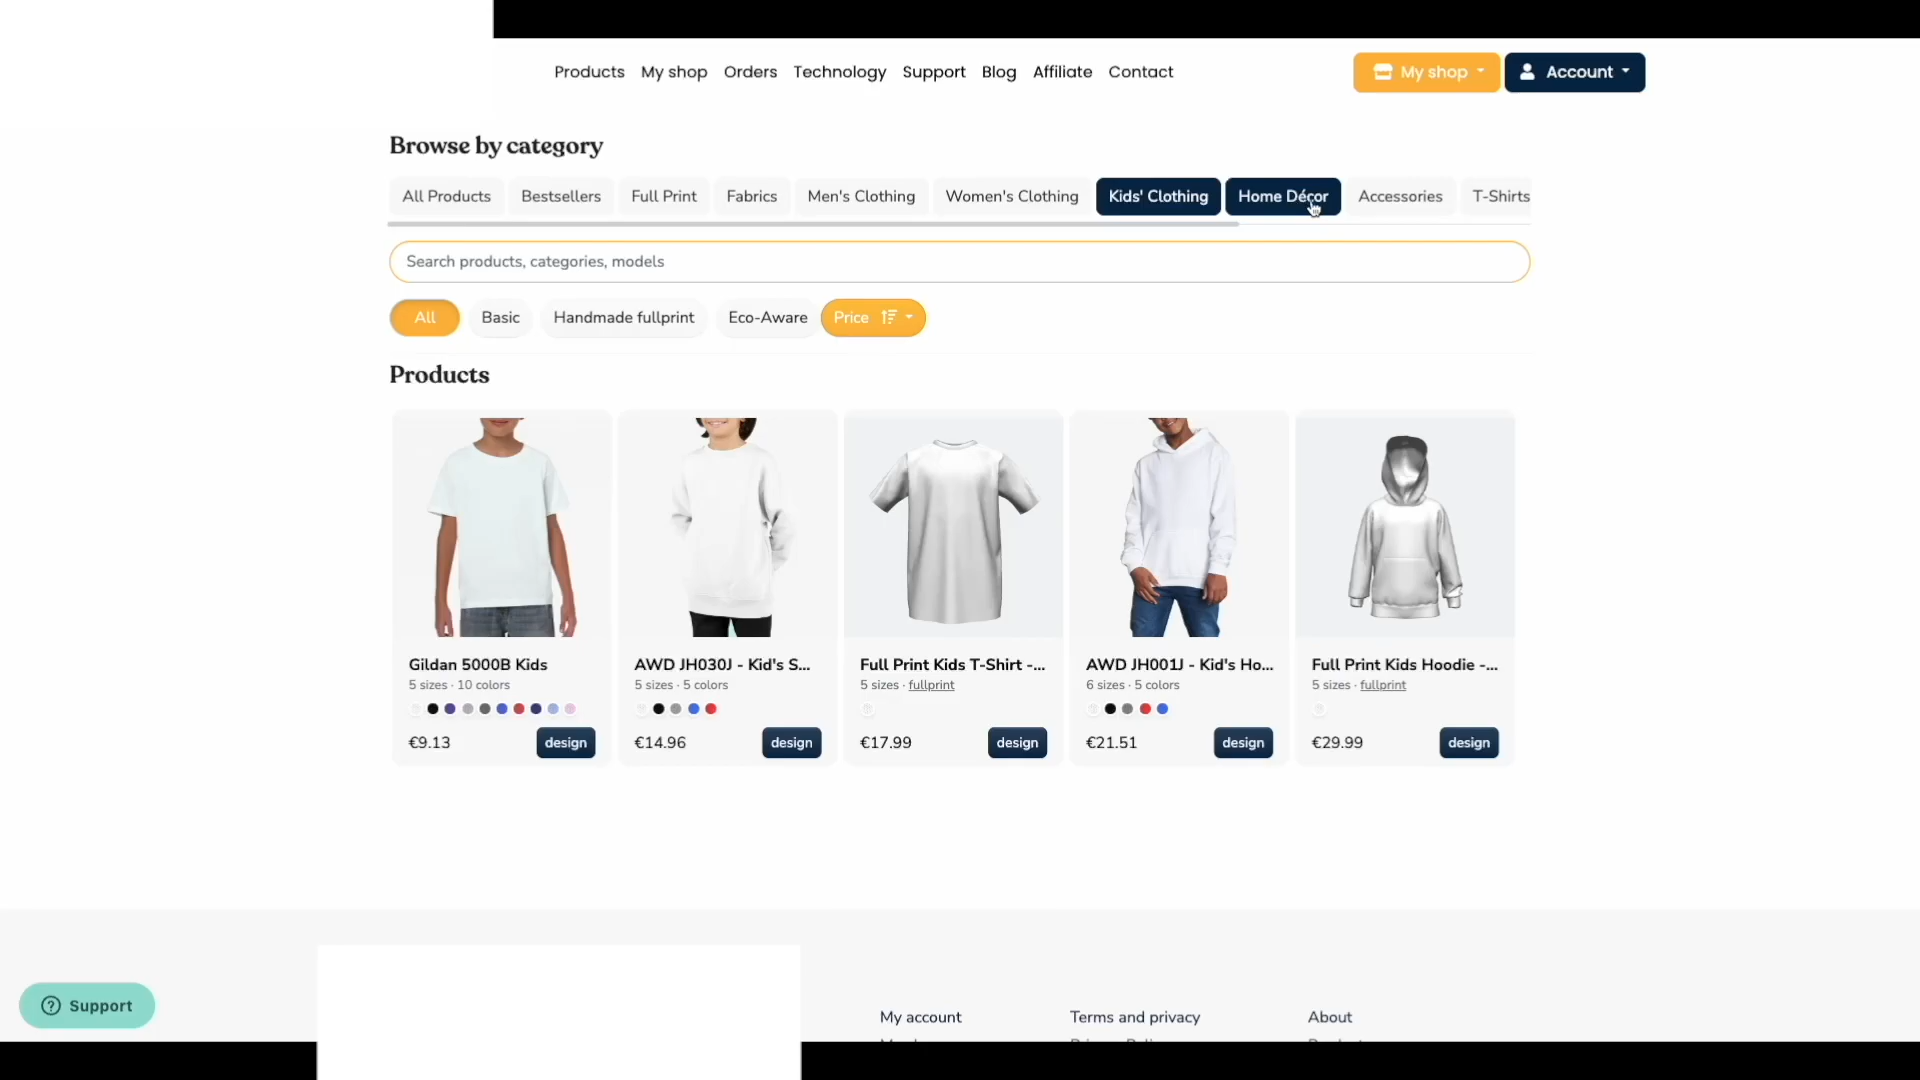 Products My shop Orders Technology Support Blog Affiliate Contact My shop Account
Browse by category
All Products Bestsellers Full Print Fabrics Men's Clothing Women's Clothing Kids' Clothing Home Décor Accessories T-Shirts
Search products, categories, models
All Basic Handmade fullprint Eco-Aware Price
Products
Gildan 5000B Kids
5 sizes · 10 colors
€9.13 design
AWD JH030J - Kid's S...
5 sizes · 5 colors
€14.96 design
Full Print Kids T-Shirt -...
5 sizes · fullprint
€17.99 design
AWD JH001J - Kid's Ho...
6 sizes · 5 colors
€21.51 design
Full Print Kids Hoodie -...
5 sizes · fullprint
€29.99 design
Support
My account Terms and privacy About